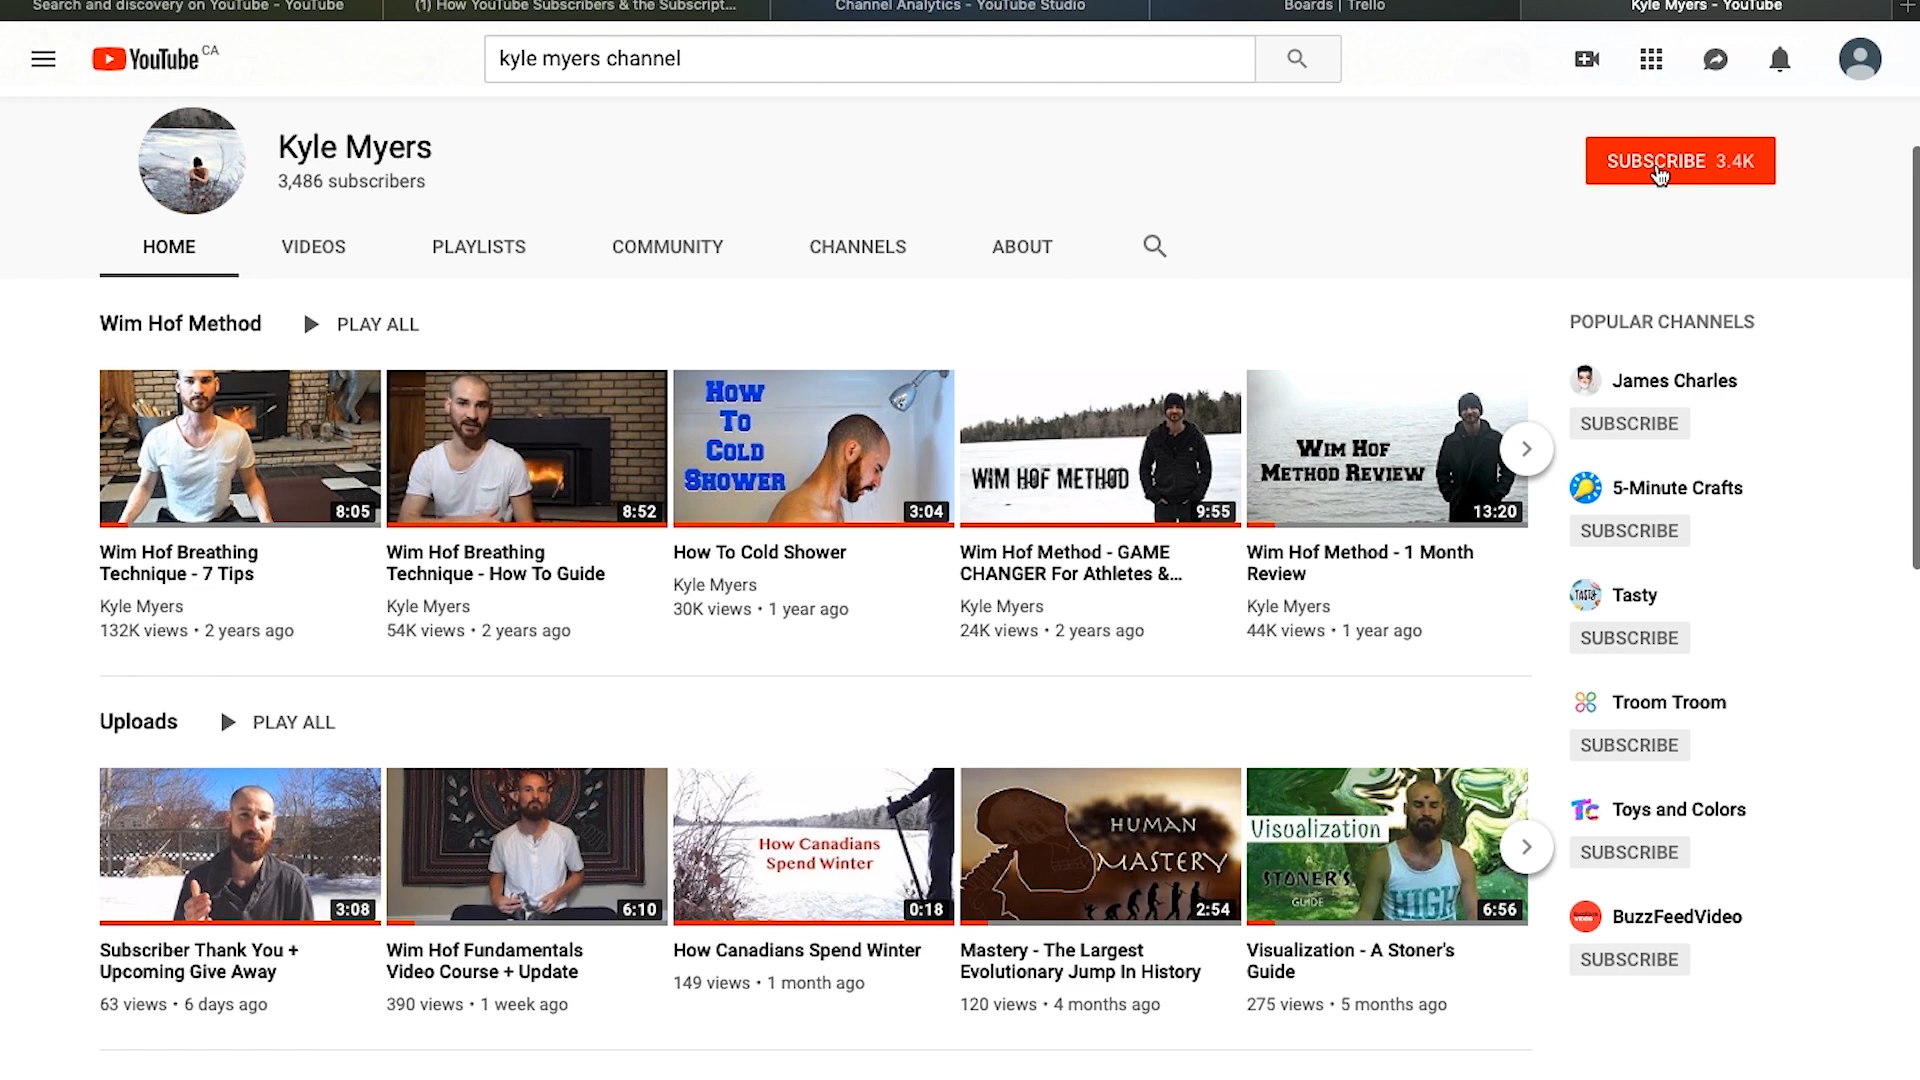 Search and discovery on YouTube - YouTube
(1) How YouTube Subscribers & the Subscript...
Channel Analytics - YouTube Studio
Boards | Trello
Kyle Myers - YouTube
YouTube CA
kyle myers channel
Kyle Myers
3,486 subscribers
SUBSCRIBE 3.4K
HOME
VIDEOS
PLAYLISTS
COMMUNITY
CHANNELS
ABOUT
Wim Hof Method
PLAY ALL
8:05
8:52
How
To
Cold
Shower
3:04
WIM HOF METHOD
9:55
Wim Hof
Method Review
13:20
Wim Hof Breathing
Technique - 7 Tips
Kyle Myers
132K views • 2 years ago
Wim Hof Breathing
Technique - How To Guide
Kyle Myers
54K views • 2 years ago
How To Cold Shower
Kyle Myers
30K views • 1 year ago
Wim Hof Method - GAME
CHANGER For Athletes &...
Kyle Myers
24K views • 2 years ago
Wim Hof Method - 1 Month
Review
Kyle Myers
44K views • 1 year ago
Uploads
PLAY ALL
3:08
6:10
How Canadians
Spend Winter
0:18
HUMAN
MASTERY
2:54
Visualization
STONER'S
GUIDE
HIGH
6:56
Subscriber Thank You +
Upcoming Give Away
63 views • 6 days ago
Wim Hof Fundamentals
Video Course + Update
390 views • 1 week ago
How Canadians Spend Winter
149 views • 1 month ago
Mastery - The Largest
Evolutionary Jump In History
120 views • 4 months ago
Visualization - A Stoner's
Guide
275 views • 5 months ago
POPULAR CHANNELS
James Charles
SUBSCRIBE
5-Minute Crafts
SUBSCRIBE
TASTY
Tasty
SUBSCRIBE
Troom Troom
SUBSCRIBE
TC
Toys and Colors
SUBSCRIBE
BuzzFeedVideo
SUBSCRIBE